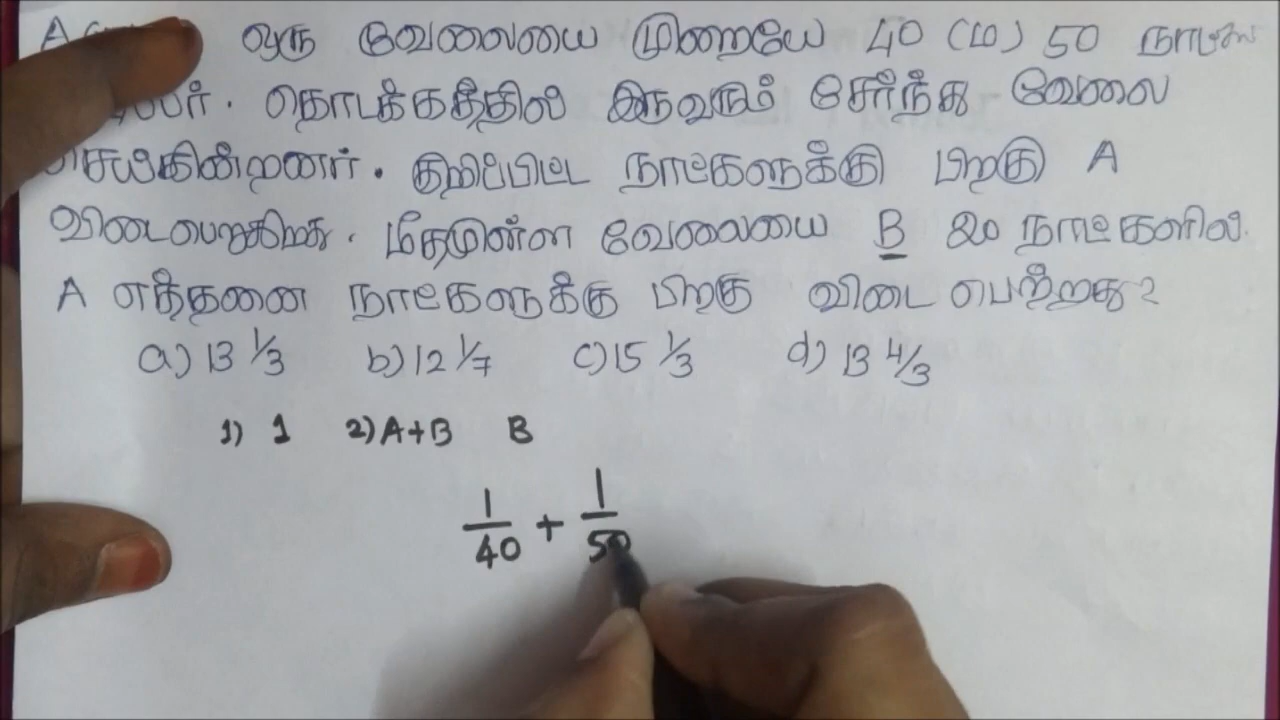 A ஒரு வேலையை முறையே 40 (ம) 50 நாட்க
தொடக்கத்தில் இருவரும் சேர்ந்து வேலை
செய்கின்றனர். குறிப்பிட்ட நாட்களுக்கு பிறகு A
விடைபெறுகிறது. மீதமுள்ள வேலையை B 20 நாட்களில்.
A எத்தனை நாட்களுக்கு பிறகு விடை பெற்றது?
a) 13 1/3 b) 12 1/7 c) 15 1/3 d) 13 4/3
1) 1 2) A+B B
1/40 + 1/50